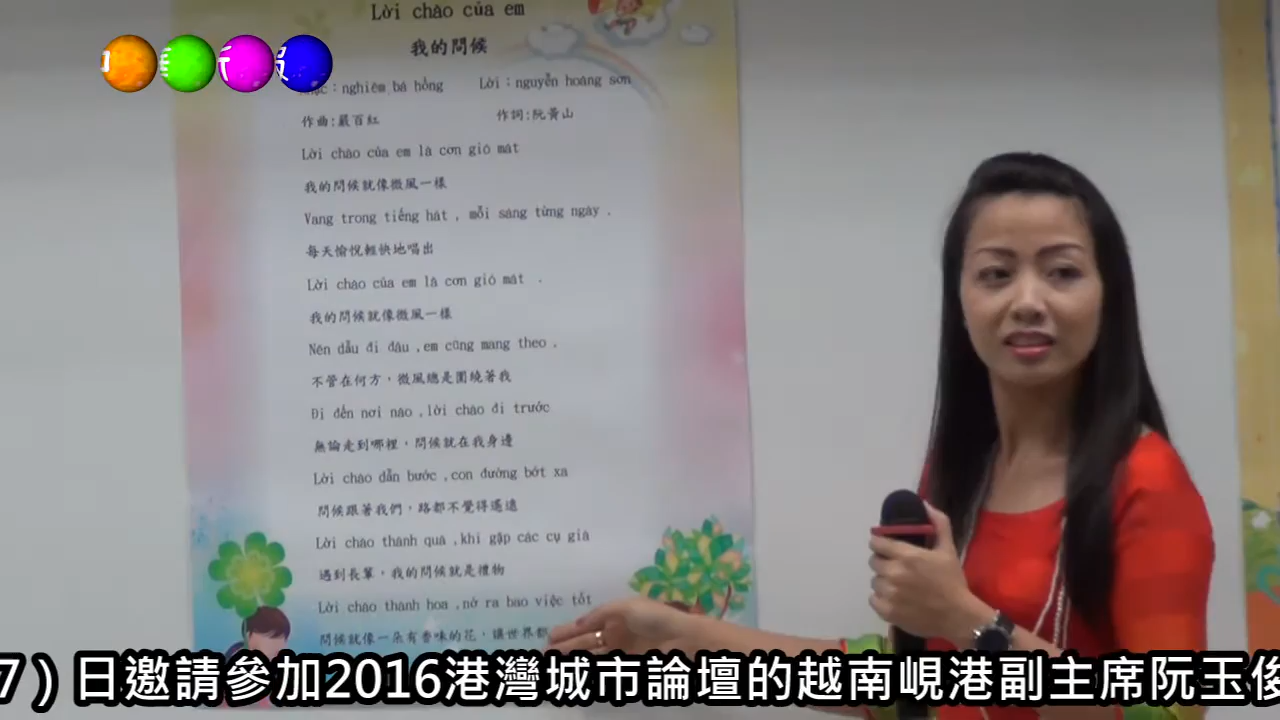 Lời chào của em
我的問候
nghiêm bá hồng Lời：nguyễn hoàng sơn
作曲:嚴百紅 作詞:阮黃山
Lời chào của em là cơn gió mát
我的問候就像微風一樣
Vang trong tiếng hát , mỗi sáng từng ngày .
每天愉悅輕快地唱出
Lời chào của em là cơn gió mát .
我的問候就像微風一樣
Nên dẫu đi đâu ,em cũng mang theo .
不管在何方，微風總是圍繞著我
Đi đến nơi nào ,lời chào đi trước
無論走到哪裡，問候就在我身邊
Lời chào dẫn bước ,con đường bớt xa
問候跟著我們，路都不覺得遙遠
Lời chào thành quà ,khi gặp các cụ già
遇到長輩，我的問候就是禮物
Lời chào thành hoa ,nở ra bao việc tốt
問候就像一朵有香味的花，讓世界都
7）日邀請參加2016港灣城市論壇的越南峴港副主席阮玉俊